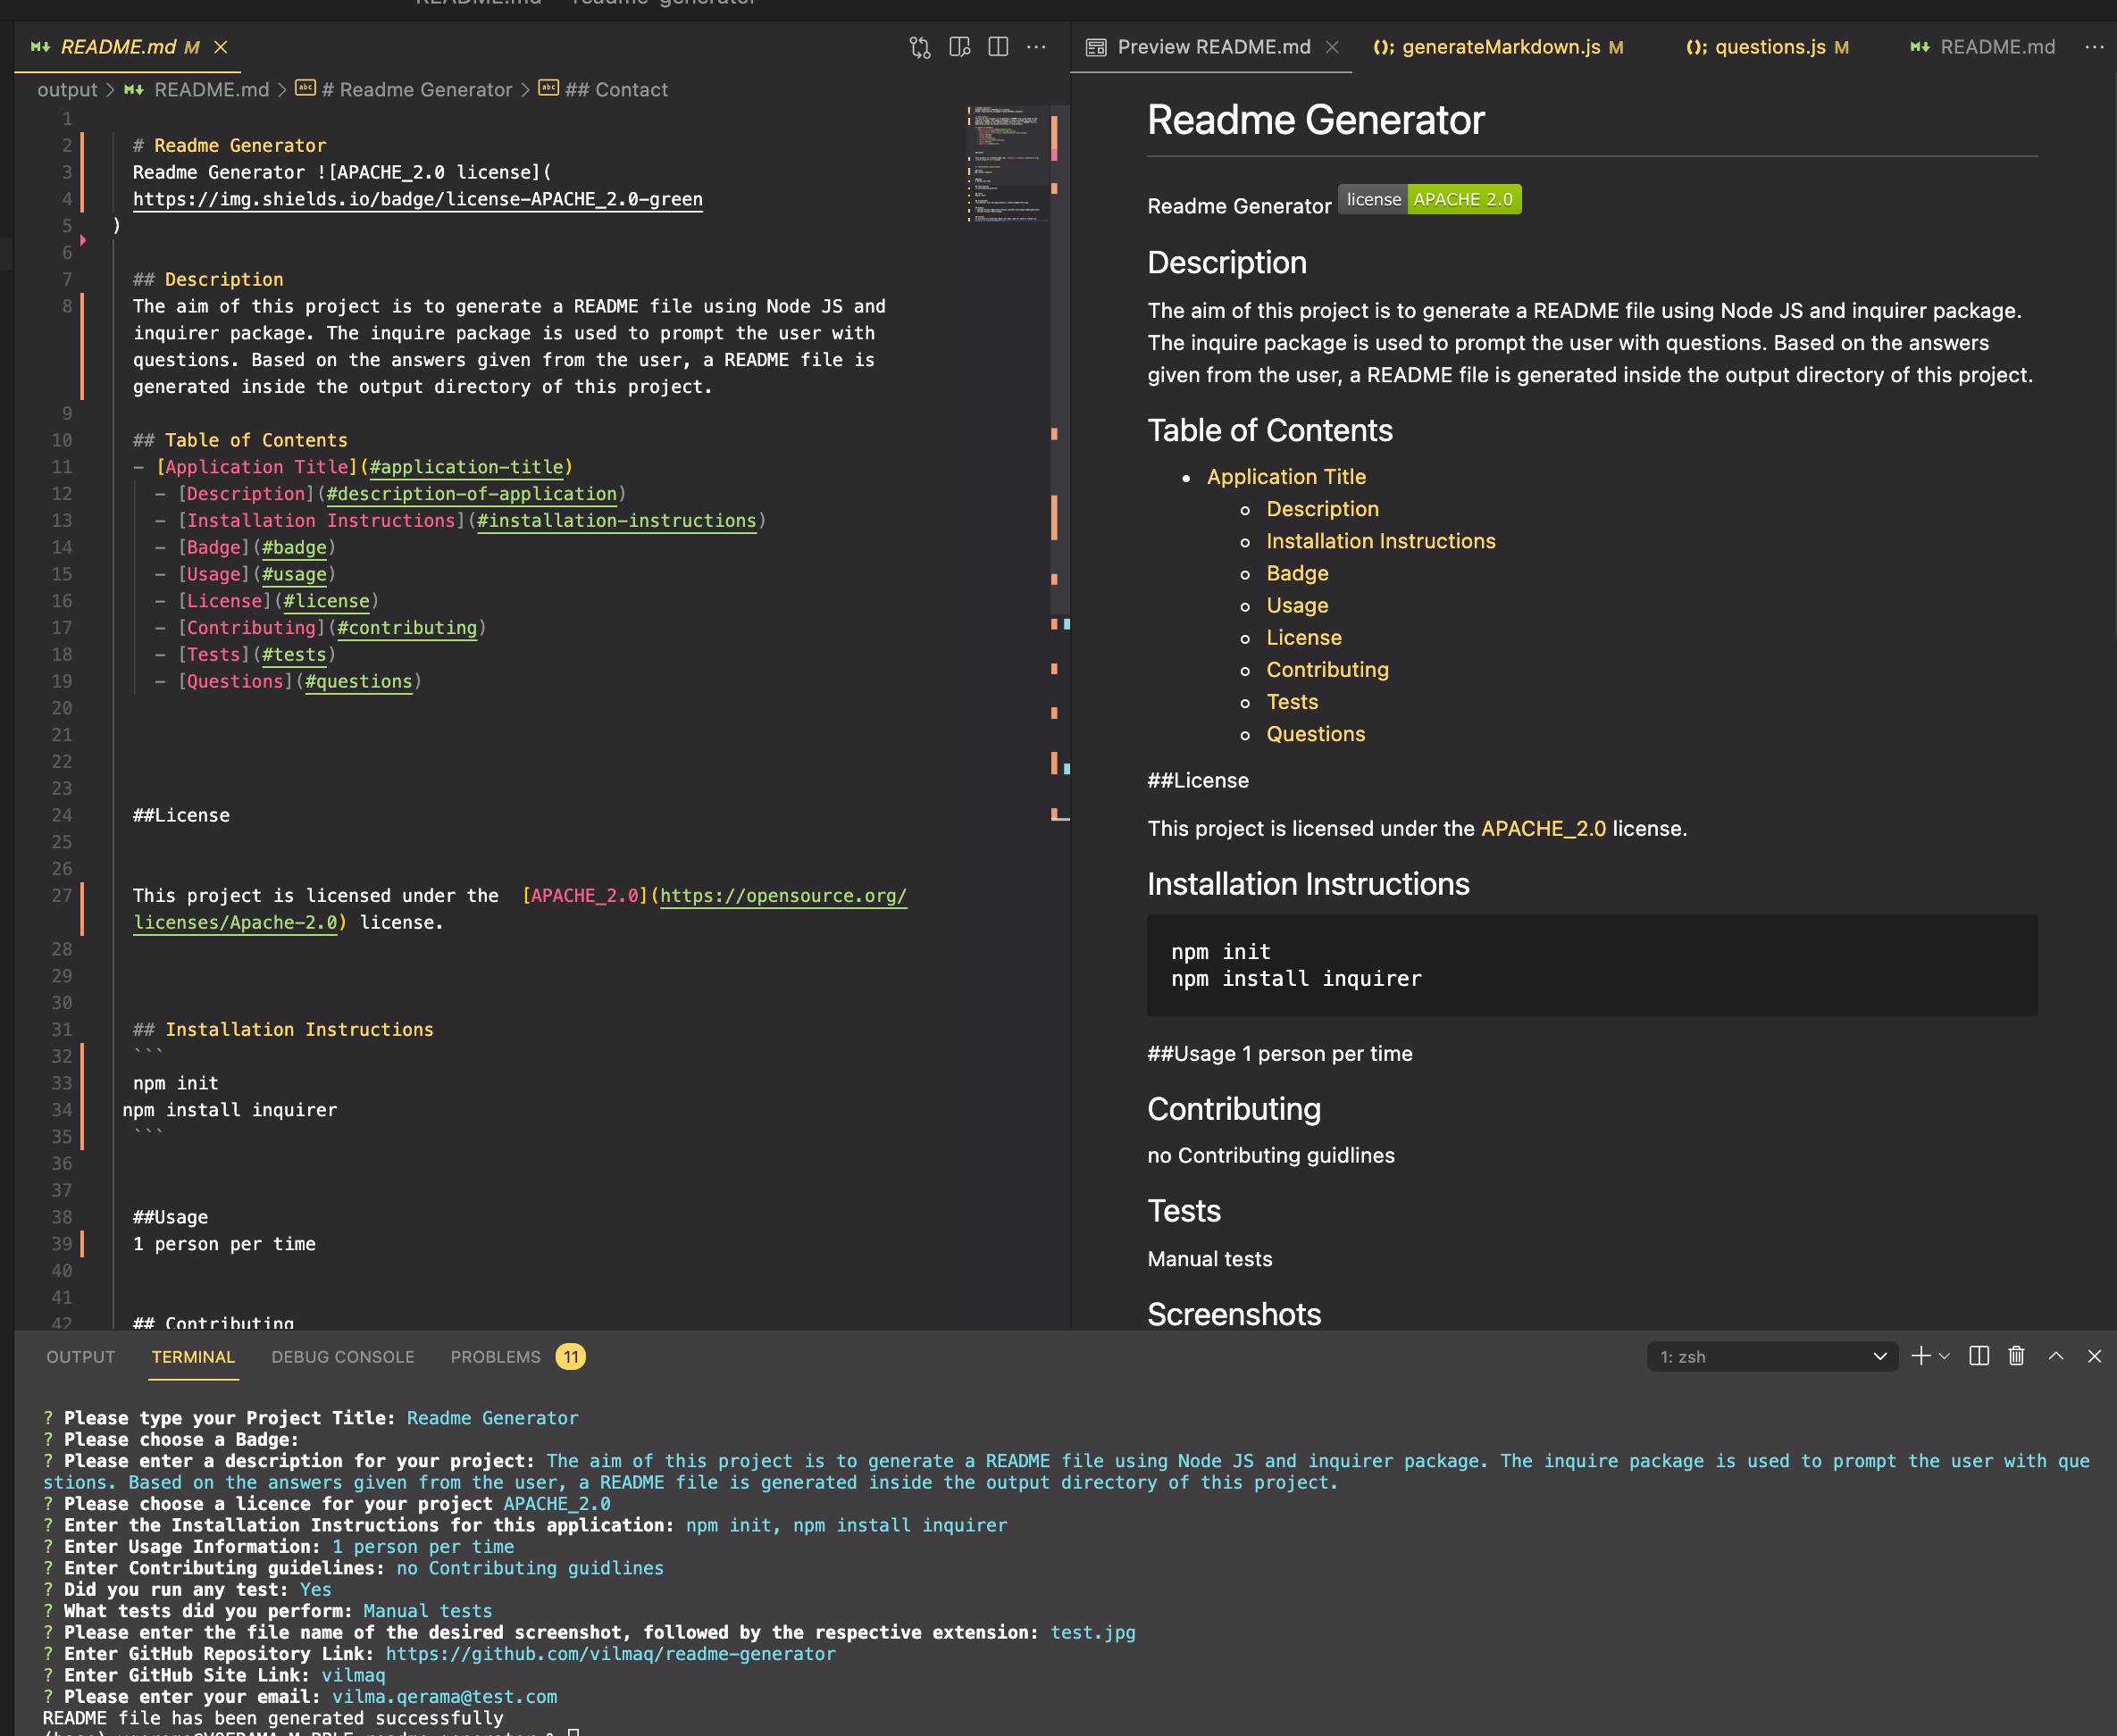 README.md — readme-generator
README.md M
Preview README.md
generateMarkdown.js M
questions.js M
README.md
output > README.md > # Readme Generator > ## Contact
1
2 # Readme Generator
3 Readme Generator ![APACHE_2.0 license](
4 https://img.shields.io/badge/license-APACHE_2.0-green
5 )
6
7 ## Description
8 The aim of this project is to generate a README file using Node JS and
inquirer package. The inquire package is used to prompt the user with
questions. Based on the answers given from the user, a README file is
generated inside the output directory of this project.
9
10 ## Table of Contents
11 - [Application Title](#application-title)
12 - [Description](#description-of-application)
13 - [Installation Instructions](#installation-instructions)
14 - [Badge](#badge)
15 - [Usage](#usage)
16 - [License](#license)
17 - [Contributing](#contributing)
18 - [Tests](#tests)
19 - [Questions](#questions)
20
21
22
23
24 ##License
25
26
27 This project is licensed under the  [APACHE_2.0](https://opensource.org/
licenses/Apache-2.0) license.
28
29
30
31 ## Installation Instructions
32 ```
33 npm init
34 npm install inquirer
35 ```
36
37
38 ##Usage
39 1 person per time
40
41
42 ## Contributing
Readme Generator
Readme Generator license APACHE 2.0
Description
The aim of this project is to generate a README file using Node JS and inquirer package.
The inquire package is used to prompt the user with questions. Based on the answers
given from the user, a README file is generated inside the output directory of this project.
Table of Contents
Application Title
Description
Installation Instructions
Badge
Usage
License
Contributing
Tests
Questions
##License
This project is licensed under the APACHE_2.0 license.
Installation Instructions
npm init
npm install inquirer
##Usage 1 person per time
Contributing
no Contributing guidlines
Tests
Manual tests
Screenshots
OUTPUT TERMINAL DEBUG CONSOLE PROBLEMS 11
1: zsh
? Please type your Project Title: Readme Generator
? Please choose a Badge:
? Please enter a description for your project: The aim of this project is to generate a README file using Node JS and inquirer package. The inquire package is used to prompt the user with que
stions. Based on the answers given from the user, a README file is generated inside the output directory of this project.
? Please choose a licence for your project APACHE_2.0
? Enter the Installation Instructions for this application: npm init, npm install inquirer
? Enter Usage Information: 1 person per time
? Enter Contributing guidelines: no Contributing guidlines
? Did you run any test: Yes
? What tests did you perform: Manual tests
? Please enter the file name of the desired screenshot, followed by the respective extension: test.jpg
? Enter GitHub Repository Link: https://github.com/vilmaq/readme-generator
? Enter GitHub Site Link: vilmaq
? Please enter your email: vilma.qerama@test.com
README file has been generated successfully